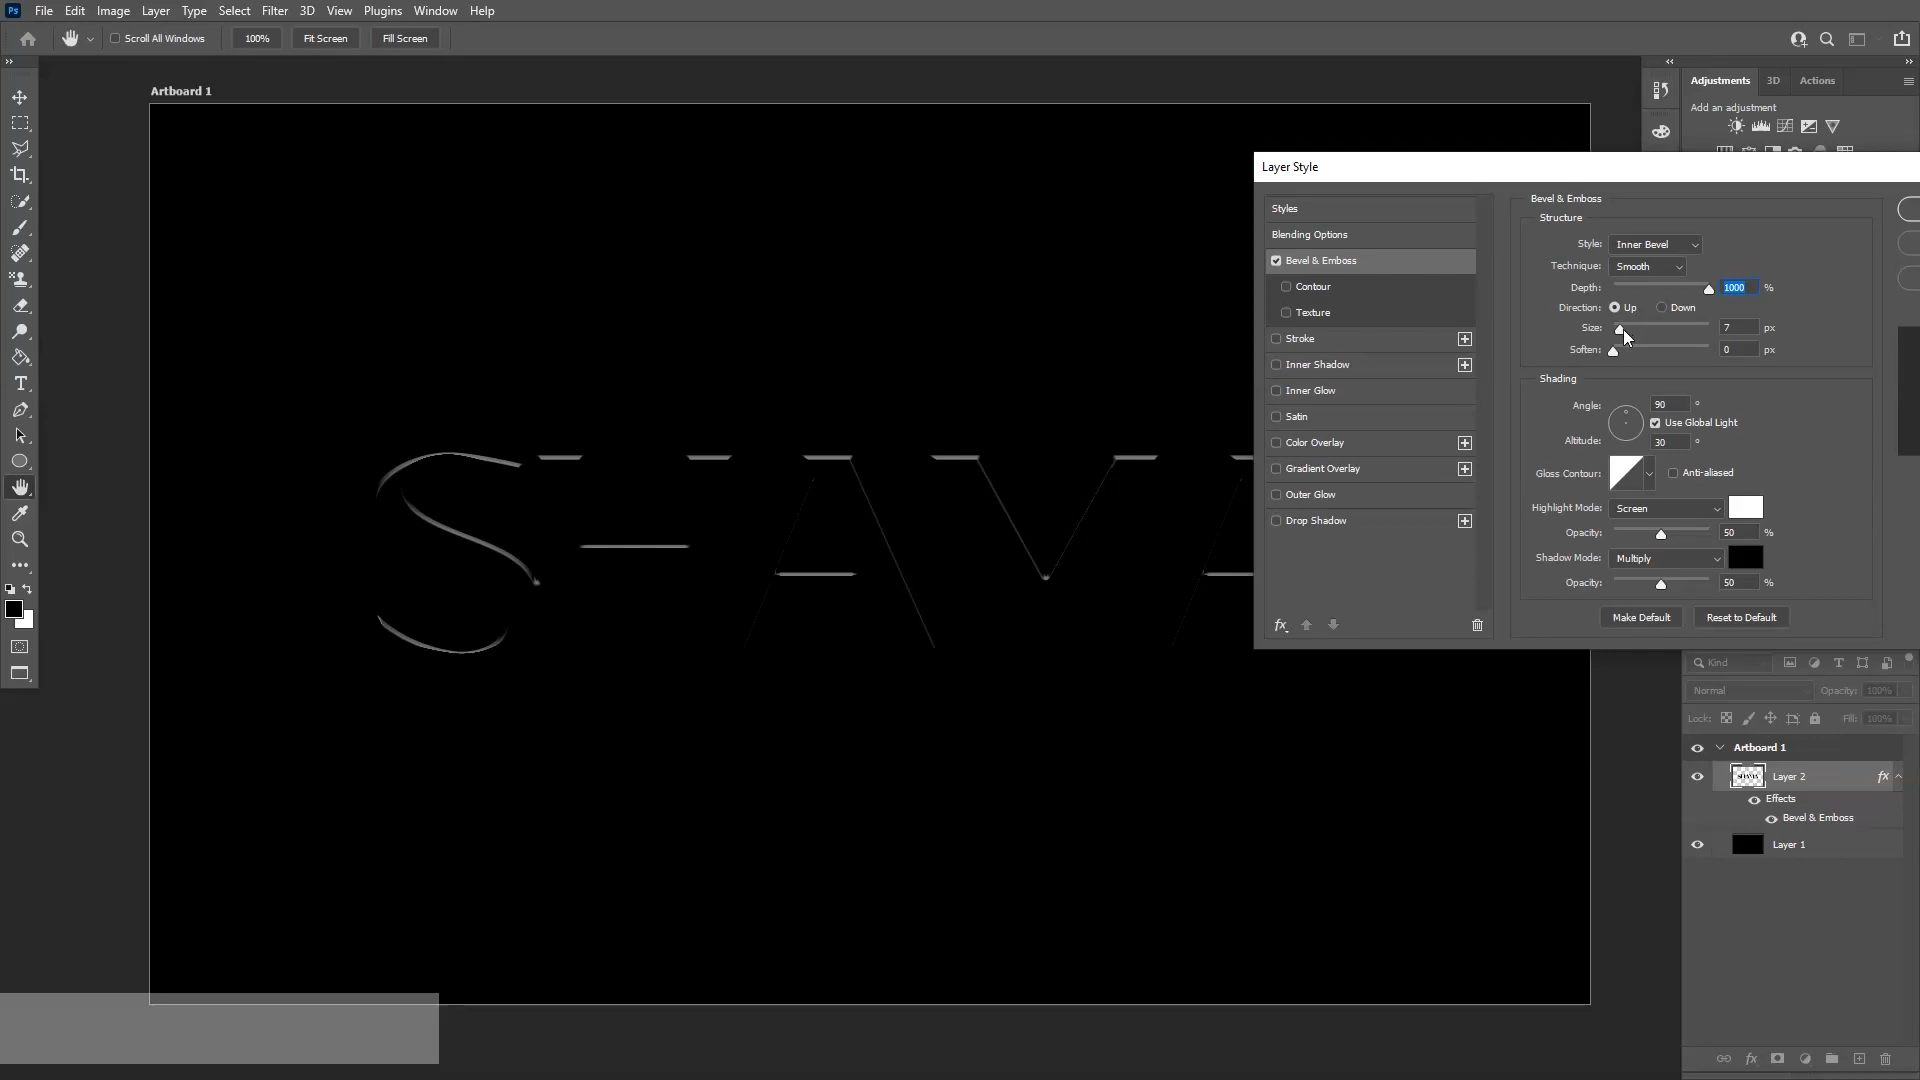 Ps File Edit Image Layer Type Select Filter 3D View Plugins Window Help
Scroll All Windows 100% Fit Screen Fill Screen
Artboard 1
Adjustments 3D Actions
Add an adjustment
Layer Style
Styles
Blending Options
Bevel & Emboss
Contour
Texture
Stroke
Inner Shadow
Inner Glow
Satin
Color Overlay
Gradient Overlay
Outer Glow
Drop Shadow
fx
Bevel & Emboss
Structure
Style: Inner Bevel
Technique: Smooth
Depth: 1000 %
Direction: Up Down
Size: 7 px
Soften: 0 px
Shading
Angle: 90 °
Use Global Light
Altitude: 30 °
Gloss Contour: Anti-aliased
Highlight Mode: Screen
Opacity: 50 %
Shadow Mode: Multiply
Opacity: 50 %
Make Default Reset to Default
Kind
Normal Opacity: 100%
Lock: Fill: 100%
Artboard 1
Layer 2 fx
Effects
Bevel & Emboss
Layer 1
fx